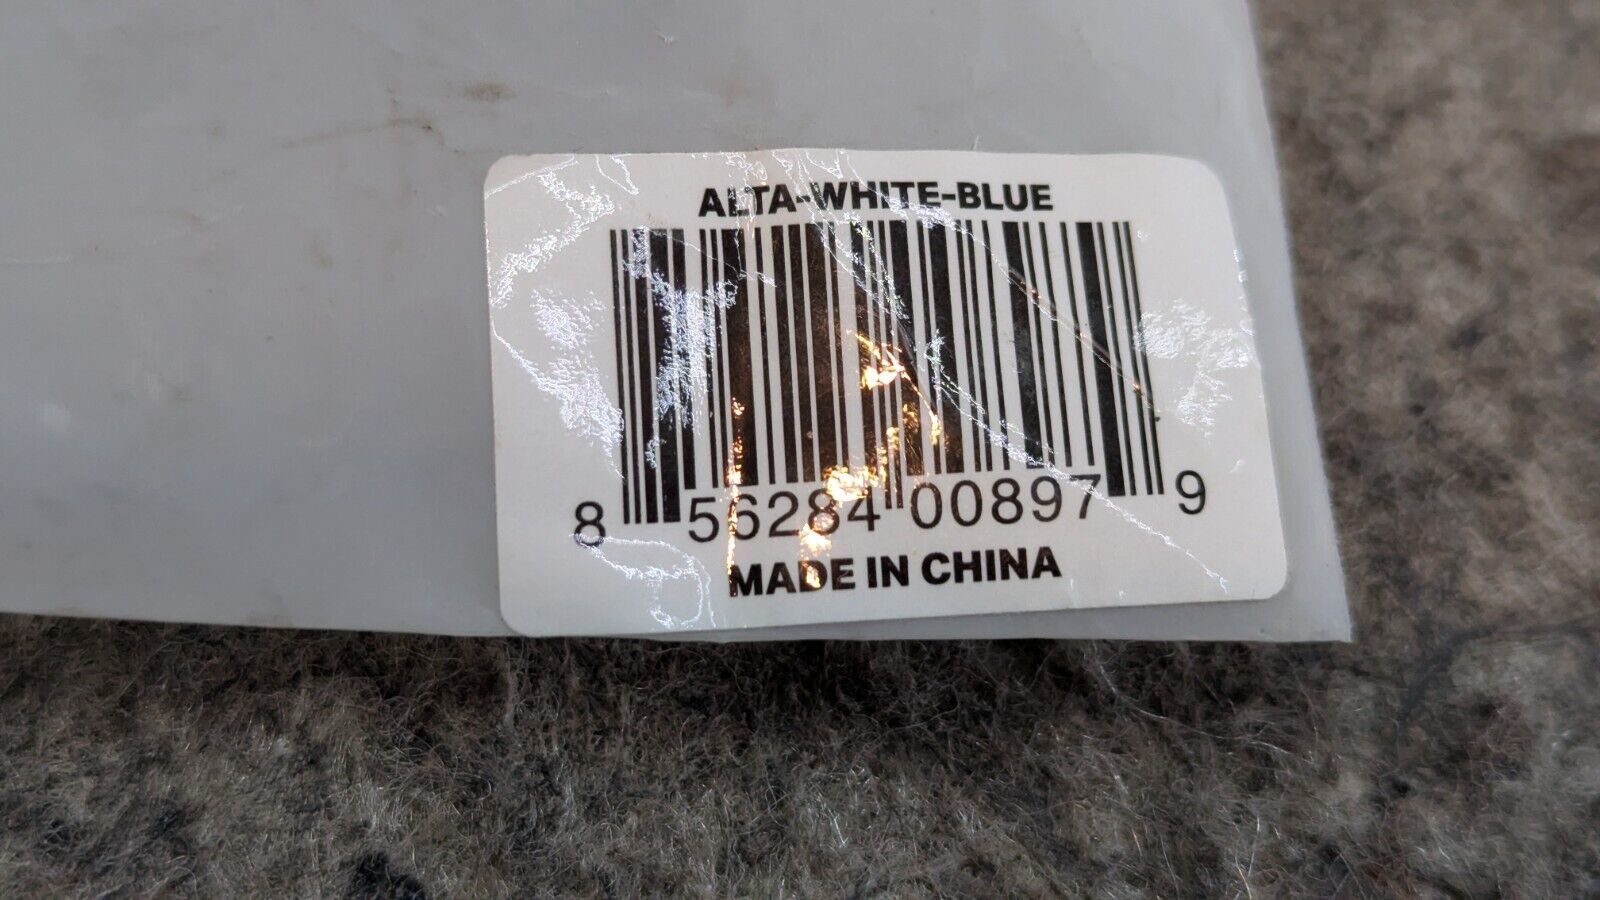 ALTA-WHITE-BLUE
8 56284 00897 9
MADE IN CHINA